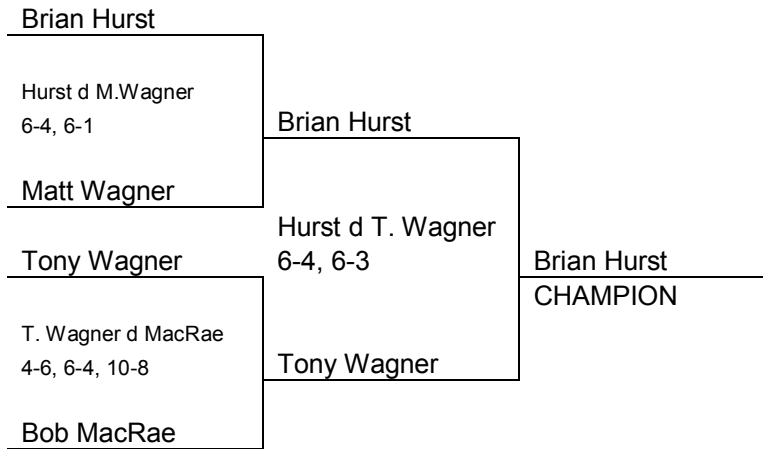 Brian Hurst
Hurst d M.Wagner
6-4, 6-1
Brian Hurst
Matt Wagner
Hurst d T. Wagner
6-4, 6-3
Tony Wagner
Brian Hurst
CHAMPION
T. Wagner d MacRae
4-6, 6-4, 10-8
Tony Wagner
Bob MacRae